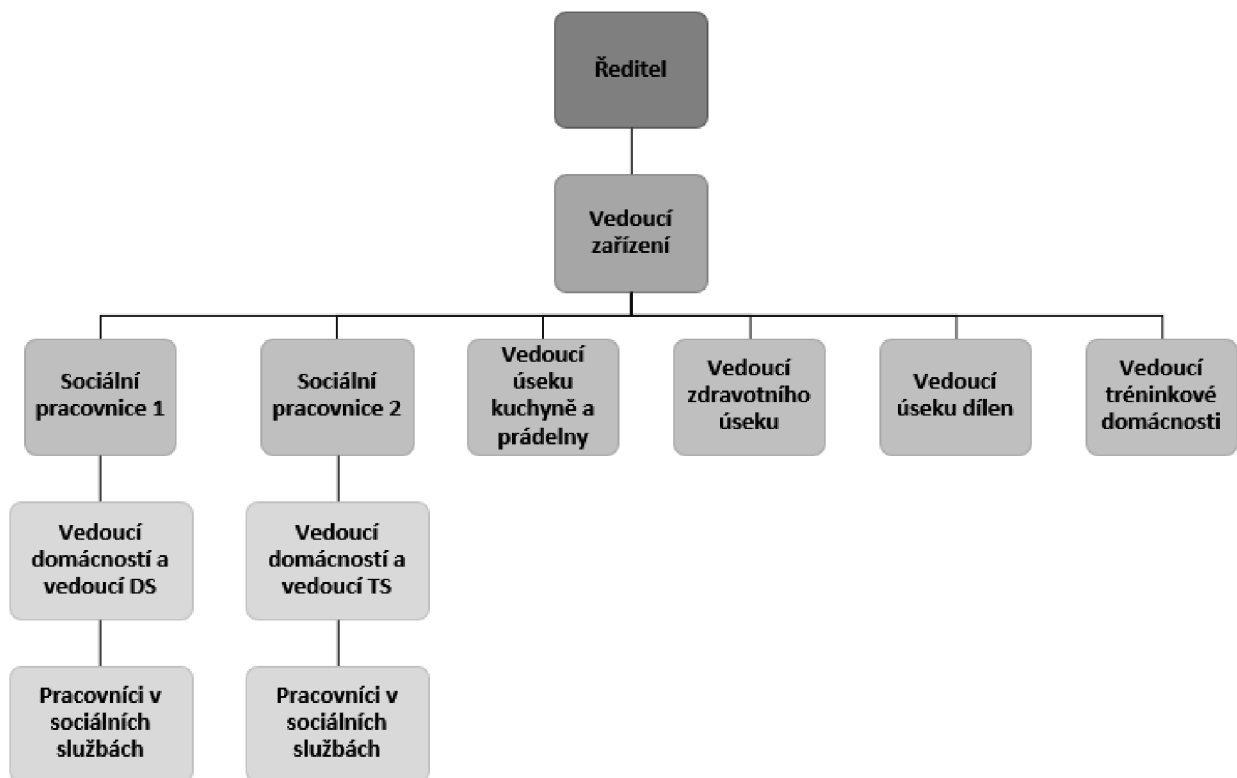 Ředitel
Vedoucí
zařízení
Sociální
pracovnice 1
Sociální
pracovnice 2
Vedoucí
úseku
kuchyně a
prádelny
Vedoucí
zdravotního
úseku
Vedoucí
úseku dílen
Vedoucí
tréninkové
domácnosti
Vedoucí
domácností a
vedoucí DS
Vedoucí
domácností a
vedoucí TS
Pracovníci v
sociálních
službách
Pracovníci v
sociálních
službách